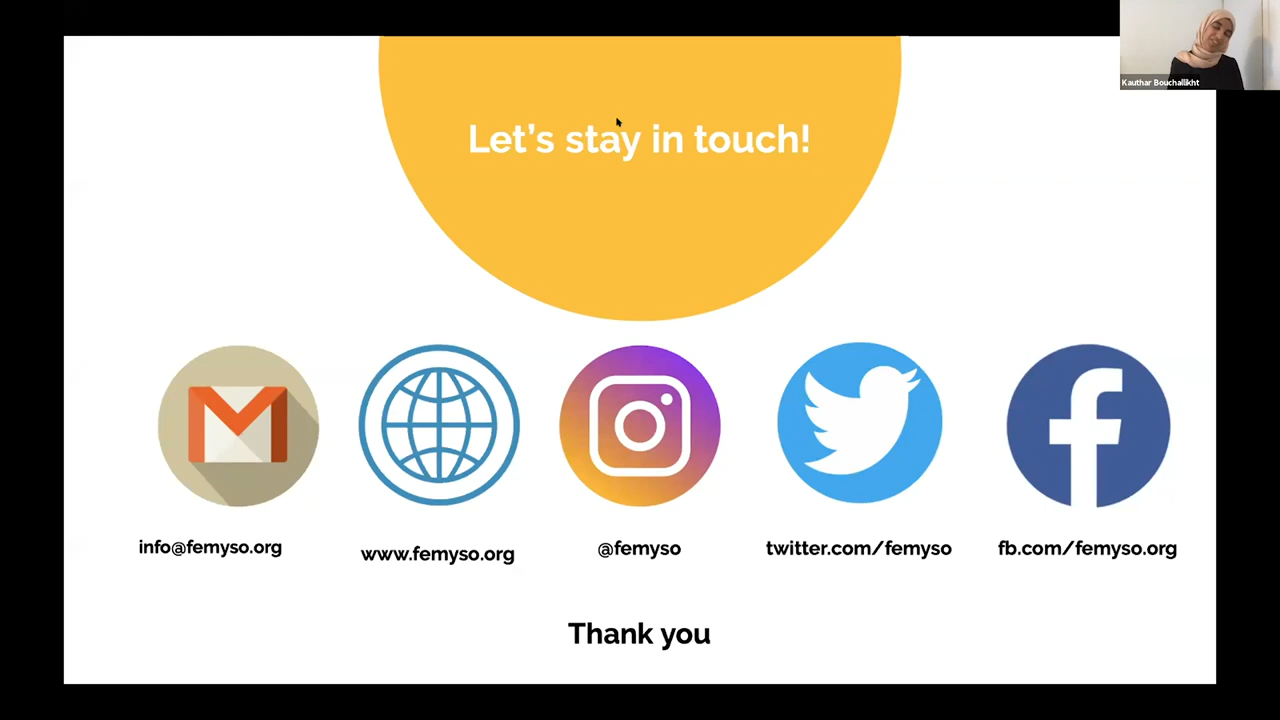 Kauthar Bouchallikht
Let's stay in touch!
info@femyso.org
www.femyso.org
@femyso
twitter.com/femyso
fb.com/femyso.org
Thank you